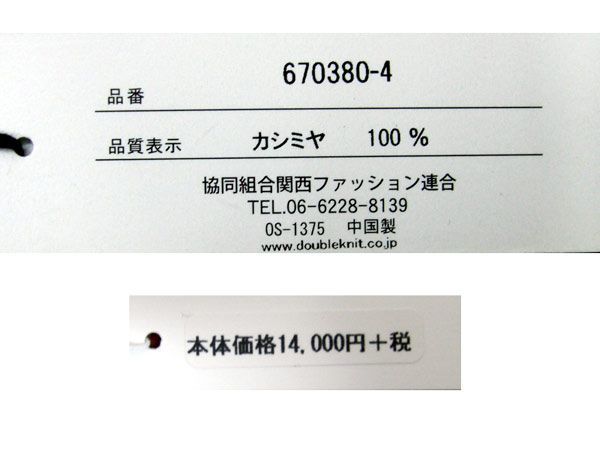 品番 670380-4
品質表示 カシミヤ 100 %
協同組合関西ファッション連合
TEL.06-6228-8139
OS-1375 中国製
www.doubleknit.co.jp
本体価格14,000円+税